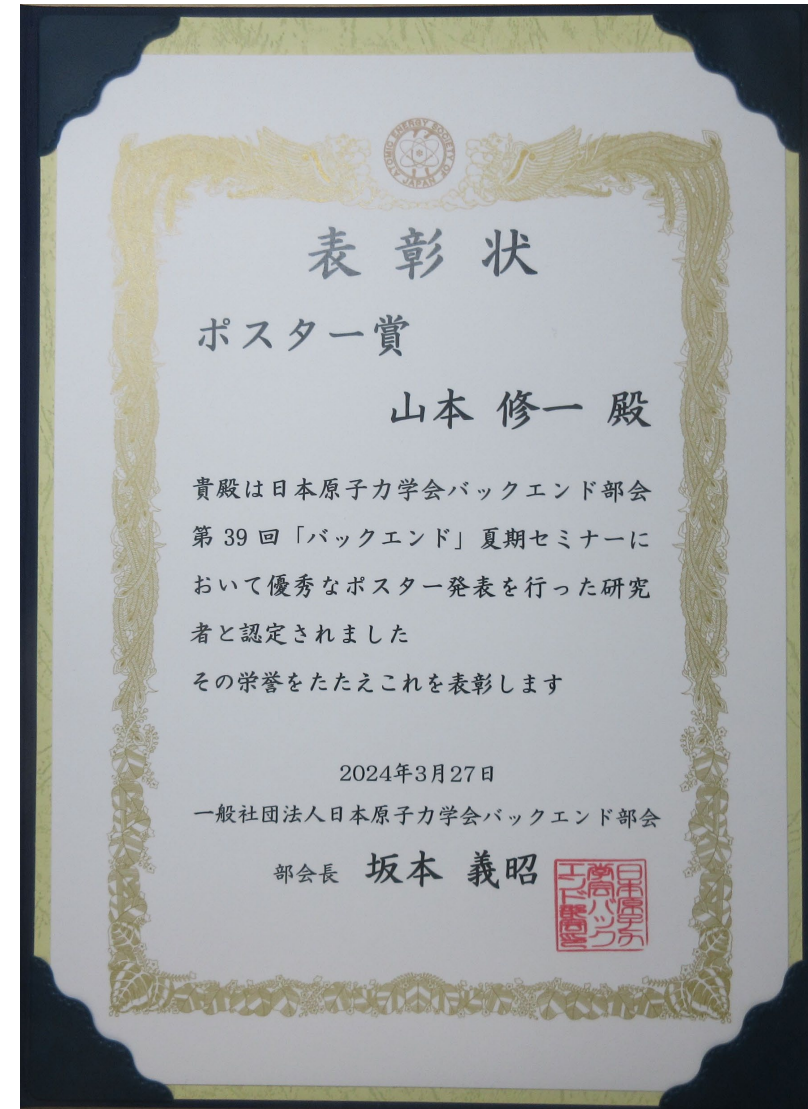 ATOMIC ENERGY SOCIETY OF JAPAN
表彰状
ポスター賞
山本 修一 殿
貴殿は日本原子力学会バックエンド部会
第 39 回「バックエンド」夏期セミナーに
おいて優秀なポスター発表を行った研究
者と認定されました
その栄誉をたたえこれを表彰します
2024年3月27日
一般社団法人日本原子力学会バックエンド部会
部会長 坂本 義昭